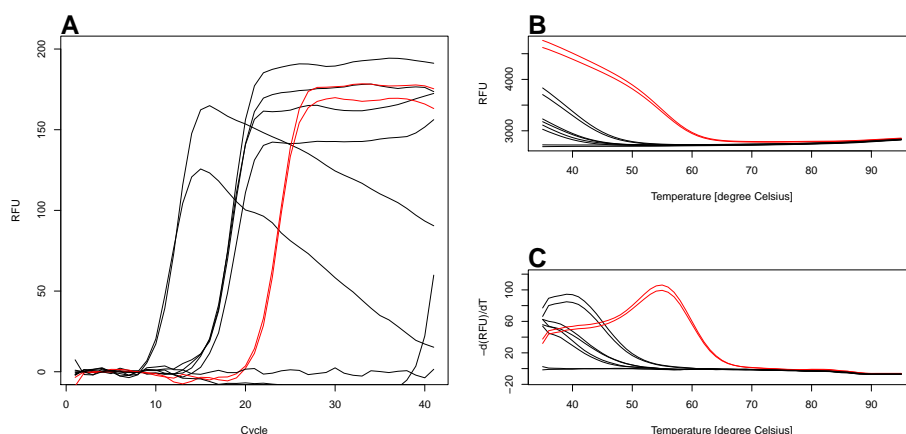 A
RFU
200
150
100
50
0
0 10 20 30 40
Cycle
B
RFU
4000
3000
40 50 60 70 80 90
Temperature [degree Celsius]
C
−d(RFU)/dT
100
60
20
−20
40 50 60 70 80 90
Temperature [degree Celsius]